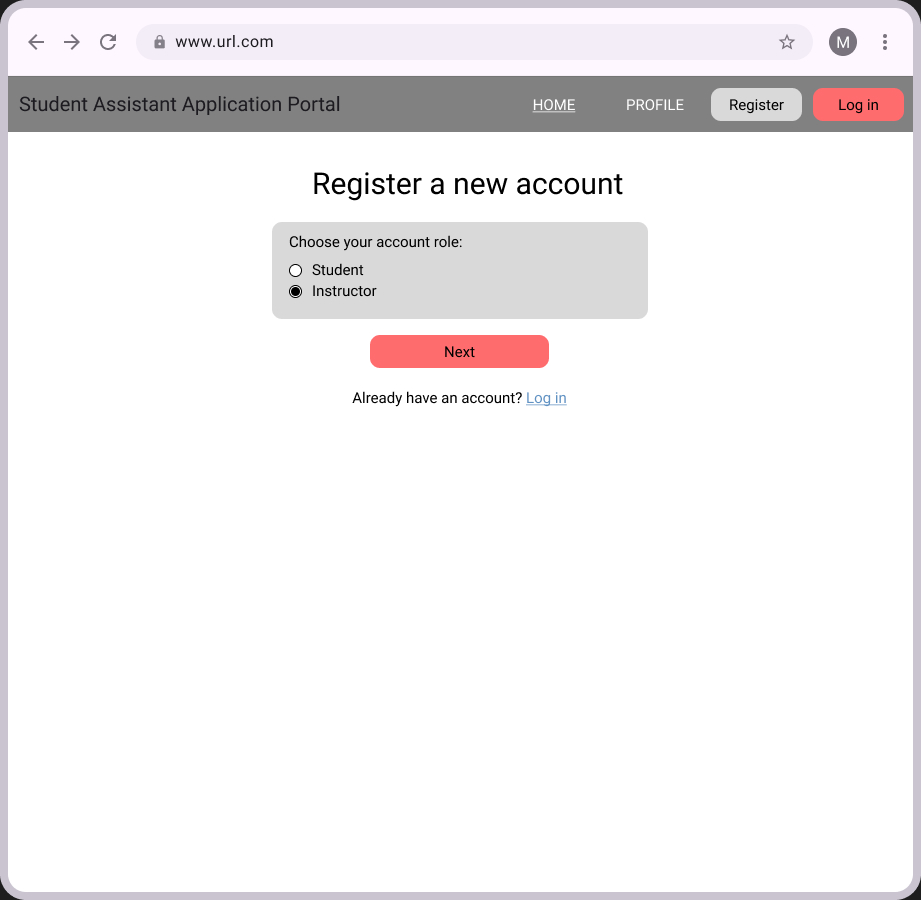 www.url.com
M
Student Assistant Application Portal
HOME
PROFILE
Register
Log in
Register a new account
Choose your account role:
Student
Instructor
Next
Already have an account? Log in